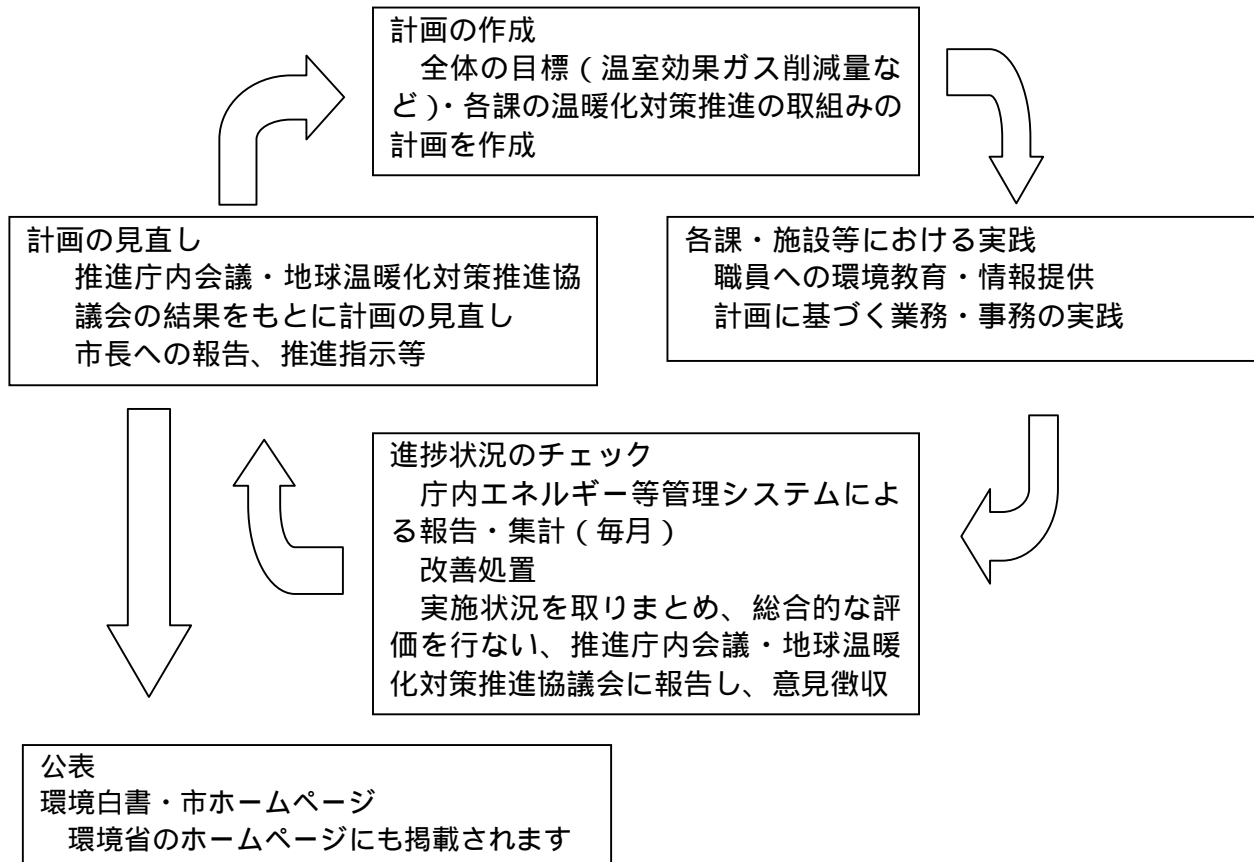 計画の作成
全体の目標（温室効果ガス削減量な
ど）・各課の温暖化対策推進の取組みの
計画を作成
計画の見直し
推進庁内会議・地球温暖化対策推進協
議会の結果をもとに計画の見直し
市長への報告、推進指示等
各課・施設等における実践
職員への環境教育・情報提供
計画に基づく業務・事務の実践
進捗状況のチェック
庁内エネルギー等管理システムによ
る報告・集計（毎月）
改善処置
実施状況を取りまとめ、総合的な評
価を行ない、推進庁内会議・地球温暖
化対策推進協議会に報告し、意見徴収
公表
環境白書・市ホームページ
環境省のホームページにも掲載されます